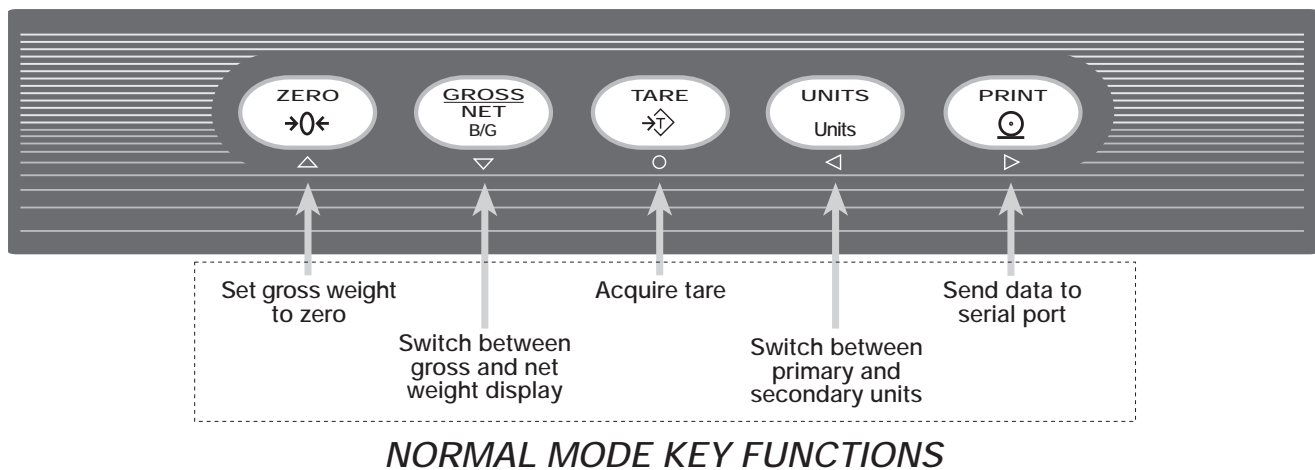 ZERO
→0←
GROSS
NET
B/G
TARE
→T
UNITS
Units
PRINT
Set gross weight
to zero
Switch between
gross and net
weight display
Acquire tare
Switch between
primary and
secondary units
Send data to
serial port
NORMAL MODE KEY FUNCTIONS